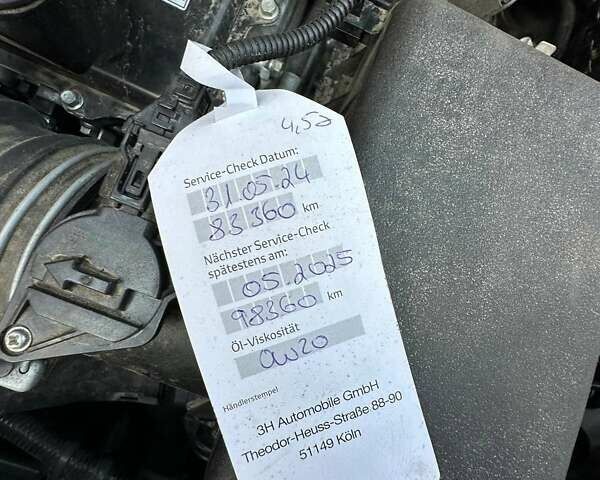 4,5l
Service-Check Datum:
31.05.24
83360 km
Nächster Service-Check
spätestens am:
05.2025
98360 km
Öl-Viskosität
0w20
Händlerstempel
3H Automobile GmbH
Theodor-Heuss-Straße 88-90
51149 Köln